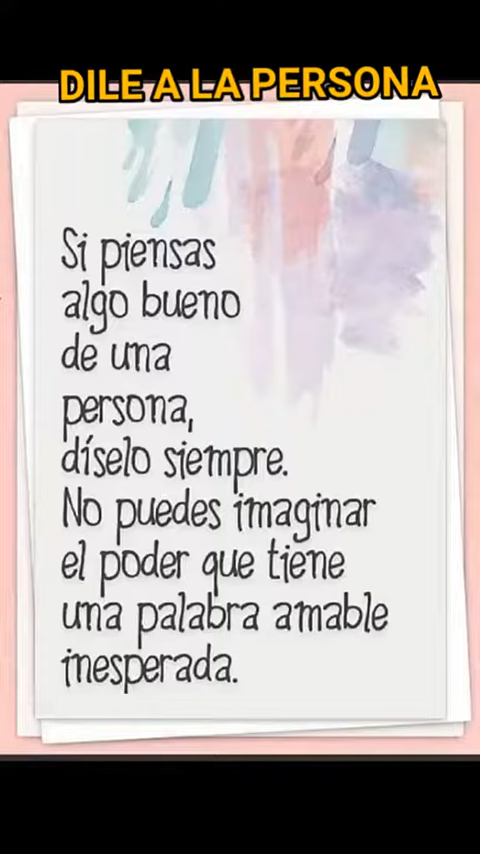 DILE A LA PERSONA
Si piensas
algo bueno
de una
persona,
díselo siempre.
No puedes imaginar
el poder que tiene
una palabra amable
inesperada.